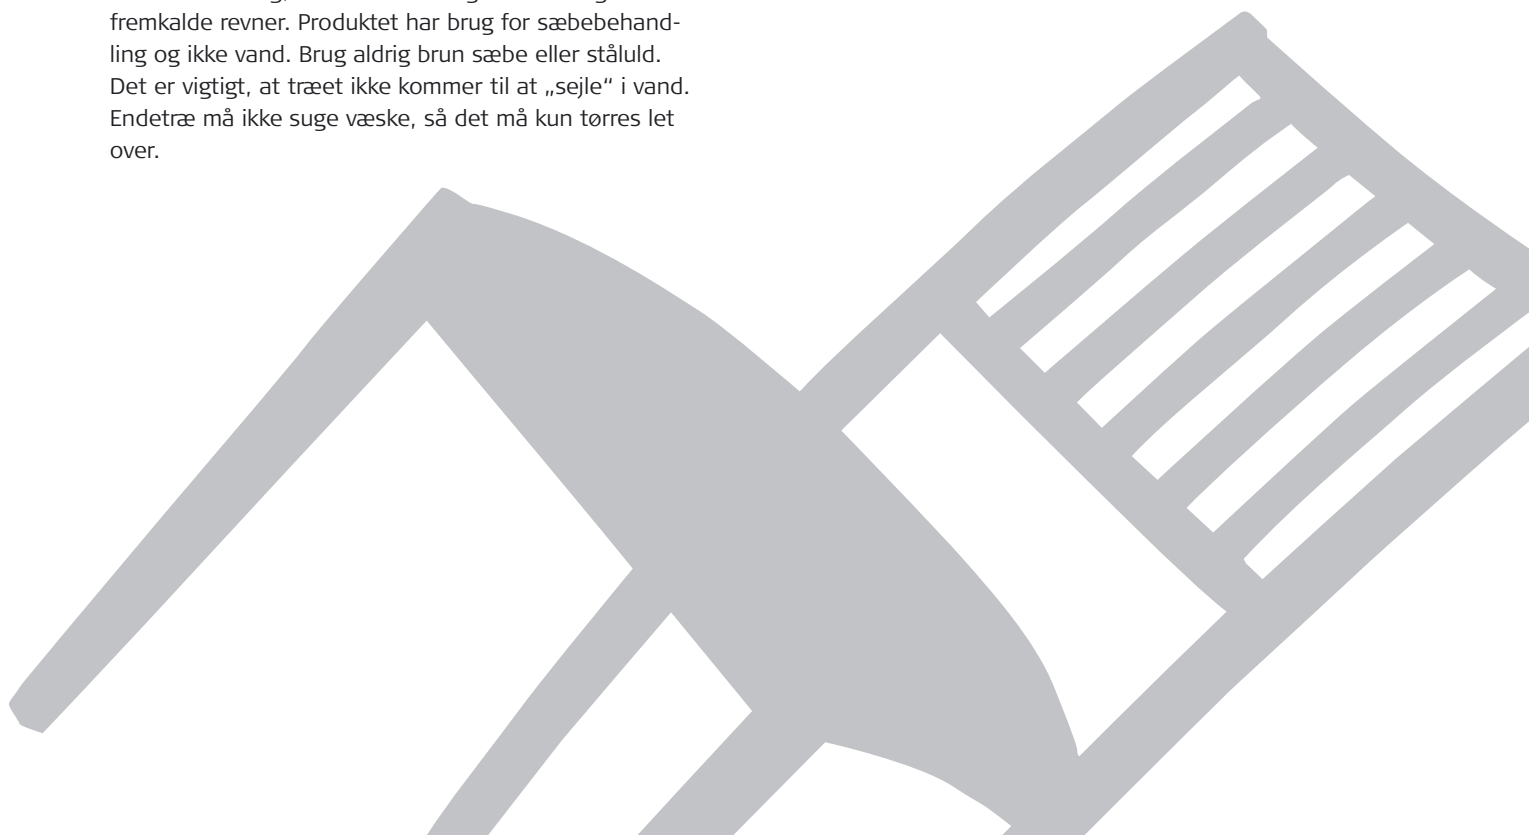 fremkalde revner. Produktet har brug for sæbebehand-
ling og ikke vand. Brug aldrig brun sæbe eller ståluld.
Det er vigtigt, at træet ikke kommer til at „sejle“ i vand.
Endetræ må ikke suge væske, så det må kun tørres let
over.